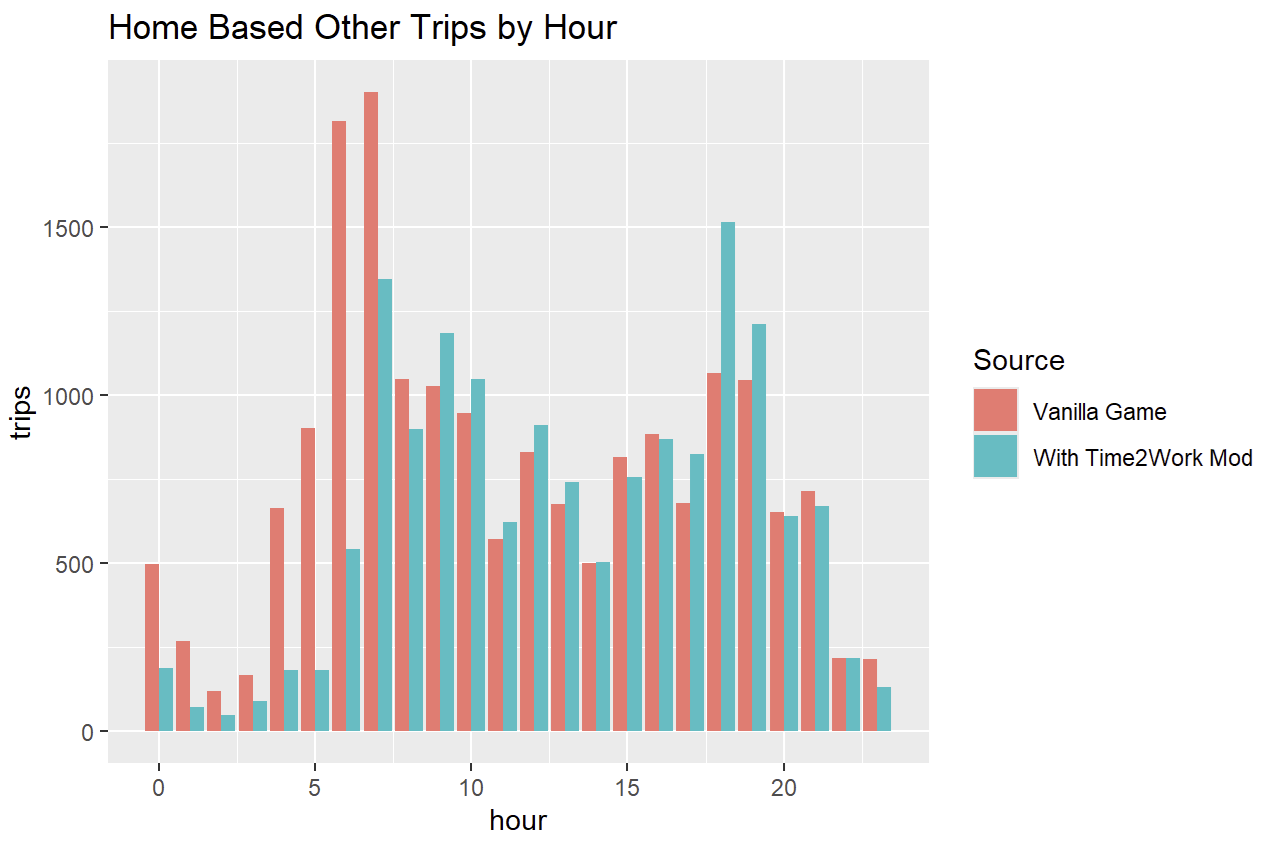 Home Based Other Trips by Hour
1500
1000
500
0
trips
0 5 10 15 20
hour
Source
Vanilla Game
With Time2Work Mod